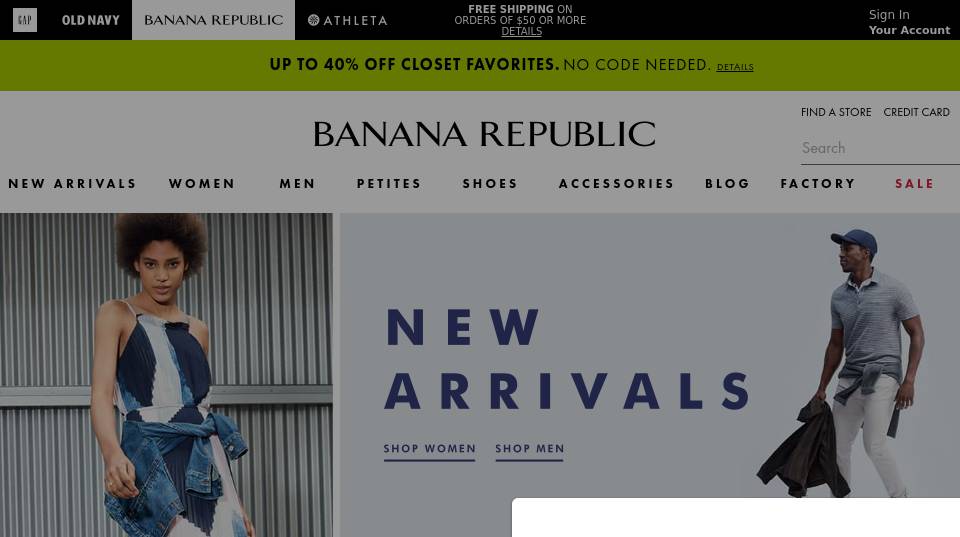 GAP
OLD NAVY
BANANA REPUBLIC
ATHLETA
FREE SHIPPING ON
ORDERS OF $50 OR MORE
DETAILS
Sign In
Your Account
UP TO 40% OFF CLOSET FAVORITES. NO CODE NEEDED. DETAILS
FIND A STORE CREDIT CARD
BANANA REPUBLIC
Search
NEW ARRIVALS WOMEN MEN PETITES SHOES ACCESSORIES BLOG FACTORY SALE
NEW
ARRIVALS
SHOP WOMEN SHOP MEN